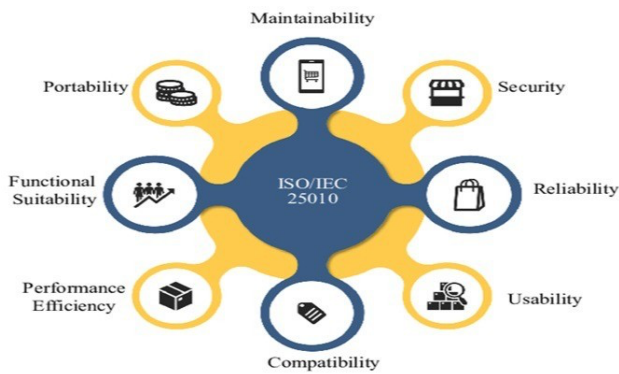 Maintainability
Portability
Security
Functional
Suitability
ISO/IEC
25010
Reliability
Performance
Efficiency
Usability
Compatibility